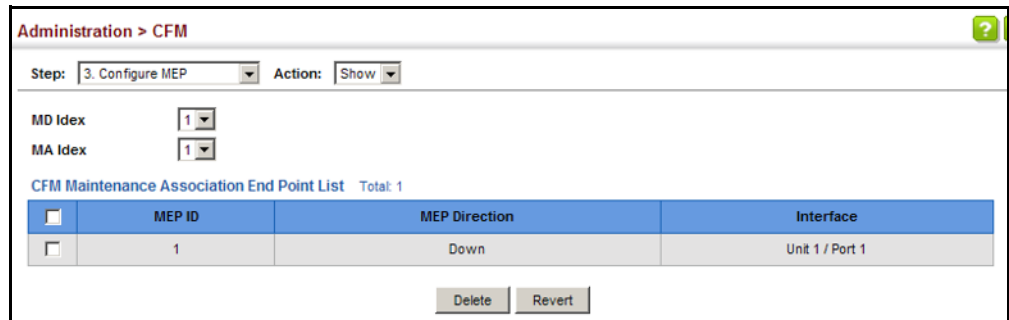 Administration > CFM
?
Step: 3. Configure MEP Action: Show
MD Idex 1
MA Idex 1
CFM Maintenance Association End Point List Total: 1
MEP ID MEP Direction Interface
1 Down Unit 1 / Port 1
Delete Revert